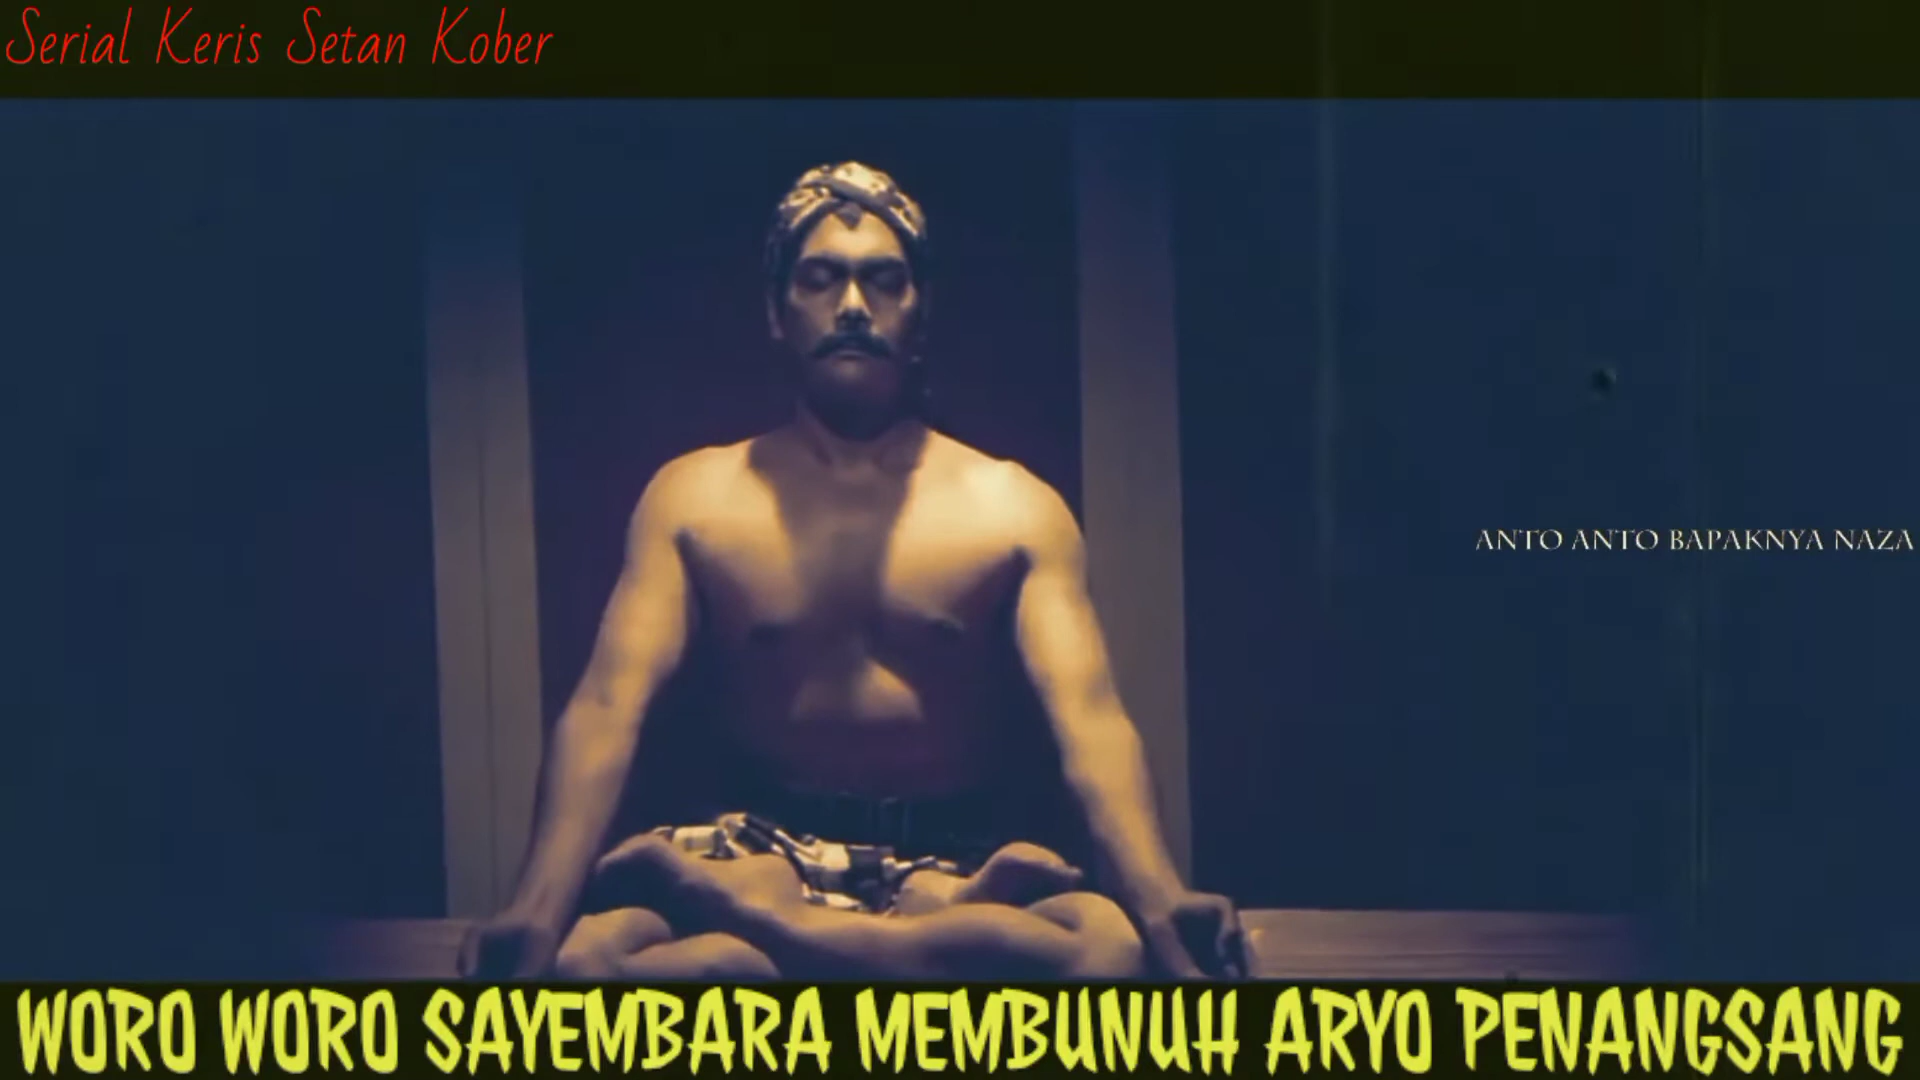 Serial Keris Setan Kober
ANTO ANTO BAPAKNYA NAZA
WORO WORO SAYEMBARA MEMBUNUH ARYO PENANGSANG